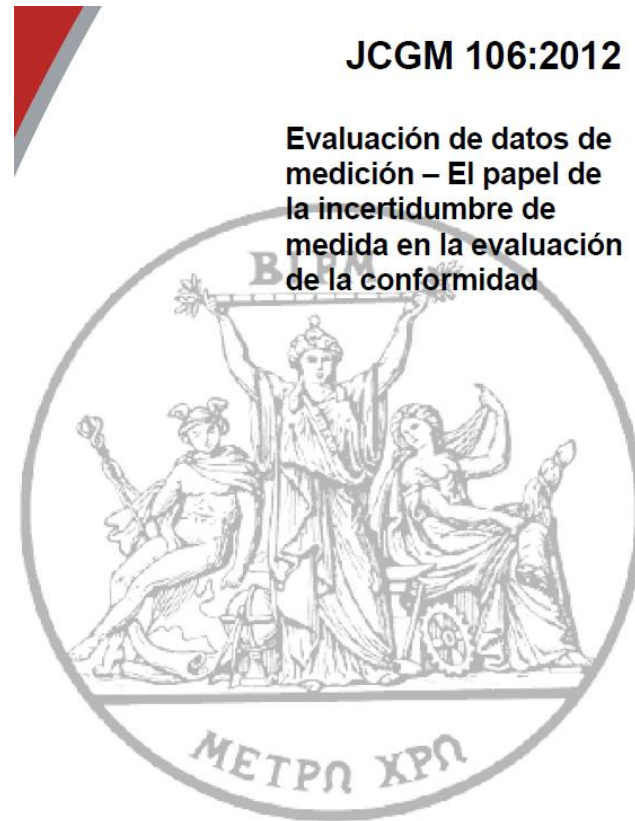 JCGM 106:2012
Evaluación de datos de
medición – El papel de
la incertidumbre de
medida en la evaluación
de la conformidad
BIPM
ΜΕΤΡΩ ΧΡΩ